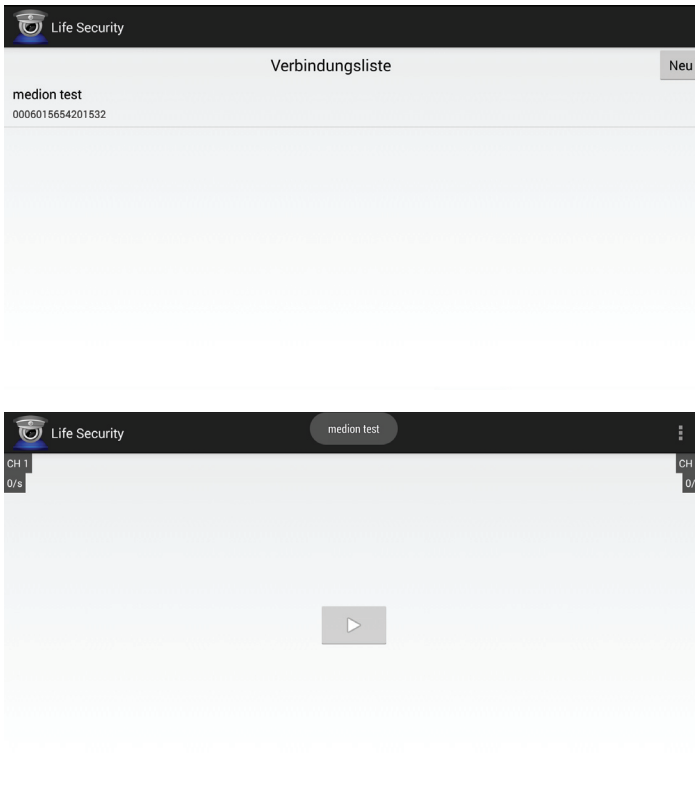 Life Security
Verbindungsliste
Neu
medion test
0006015654201532
Life Security
medion test
CH 1
CH
0/s
0/